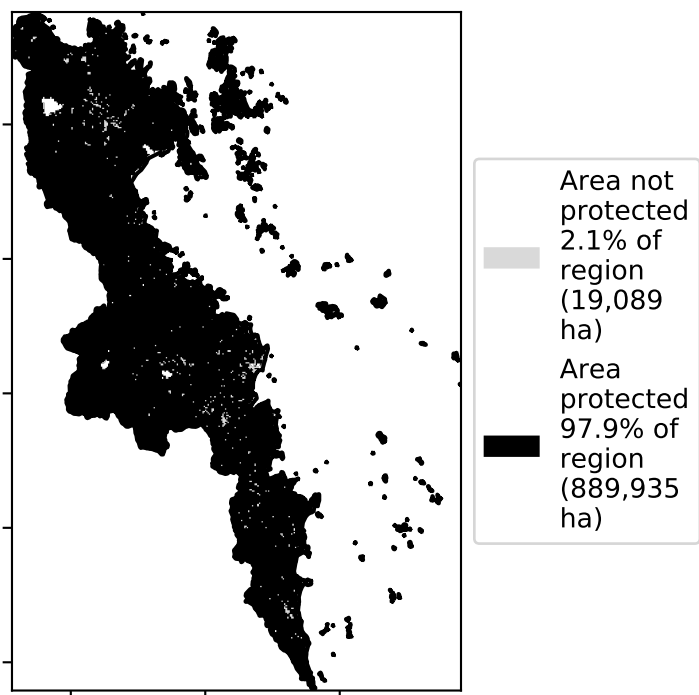 Area not
protected
2.1% of
region
(19,089
ha)
Area
protected
97.9% of
region
(889,935
ha)